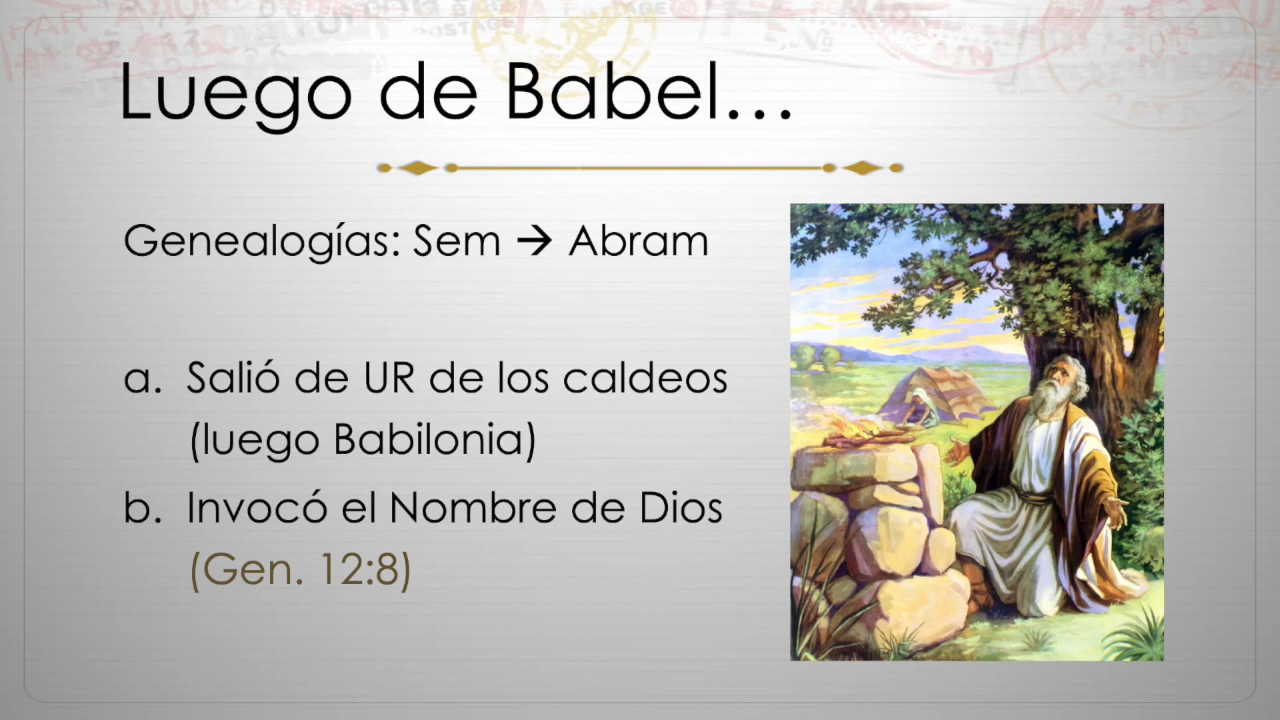 Luego de Babel…
Genealogías: Sem → Abram
a. Salió de UR de los caldeos
(luego Babilonia)
b. Invocó el Nombre de Dios
(Gen. 12:8)